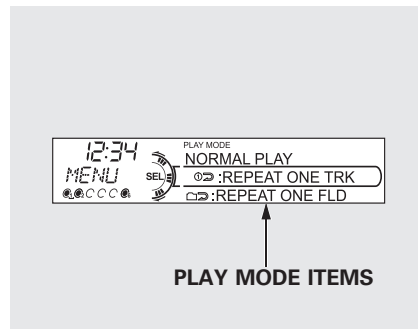 12:34
MENU
SEL
PLAY MODE
NORMAL PLAY
:REPEAT ONE TRK
:REPEAT ONE FLD
PLAY MODE ITEMS